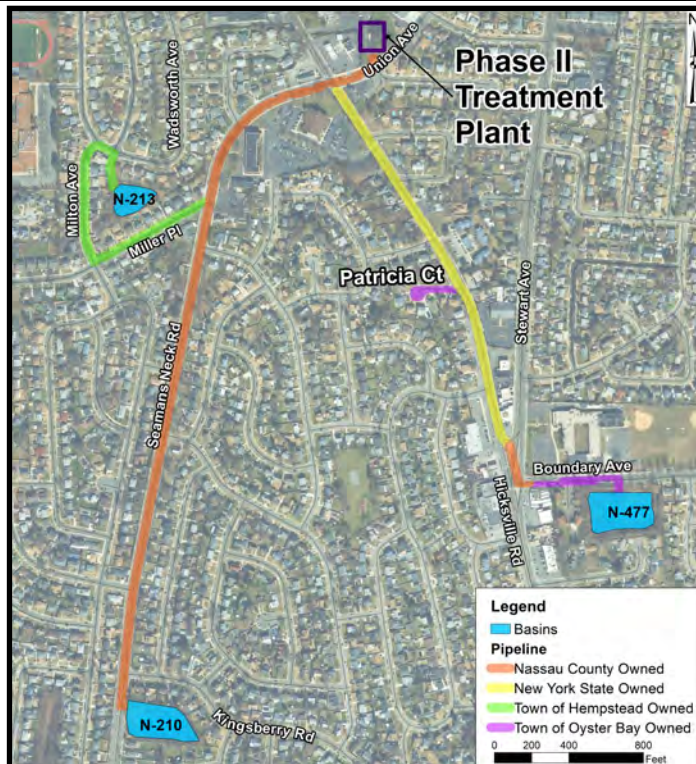 N
Union Ave
Phase II
Treatment
Plant
Wadsworth Ave
Milton Ave
N-213
Miller Pl
Patricia Ct
Stewart Ave
Seamans Neck Rd
Boundary Ave
Hicksville Rd
N-477
N-210
Kingsberry Rd
Legend
Basins
Pipeline
Nassau County Owned
New York State Owned
Town of Hempstead Owned
Town of Oyster Bay Owned
0 200 400 800
Feet